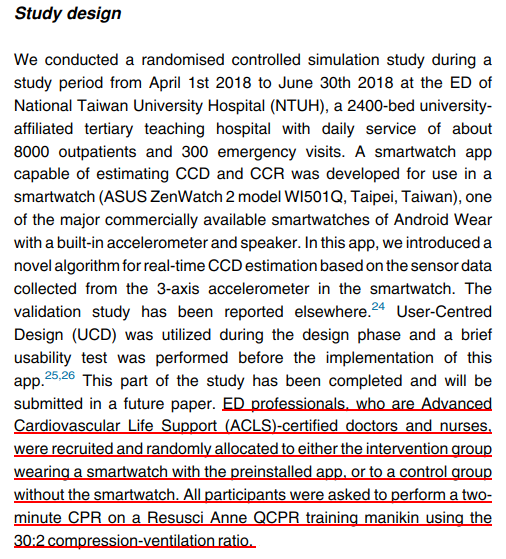 Study design
We conducted a randomised controlled simulation study during a
study period from April 1st 2018 to June 30th 2018 at the ED of
National Taiwan University Hospital (NTUH), a 2400-bed university-
affiliated tertiary teaching hospital with daily service of about
8000 outpatients and 300 emergency visits. A smartwatch app
capable of estimating CCD and CCR was developed for use in a
smartwatch (ASUS ZenWatch 2 model WI501Q, Taipei, Taiwan), one
of the major commercially available smartwatches of Android Wear
with a built-in accelerometer and speaker. In this app, we introduced a
novel algorithm for real-time CCD estimation based on the sensor data
collected from the 3-axis accelerometer in the smartwatch. The
validation study has been reported elsewhere.24 User-Centred
Design (UCD) was utilized during the design phase and a brief
usability test was performed before the implementation of this
app.25,26 This part of the study has been completed and will be
submitted in a future paper. ED professionals, who are Advanced
Cardiovascular Life Support (ACLS)-certified doctors and nurses,
were recruited and randomly allocated to either the intervention group
wearing a smartwatch with the preinstalled app, or to a control group
without the smartwatch. All participants were asked to perform a two-
minute CPR on a Resusci Anne QCPR training manikin using the
30:2 compression-ventilation ratio.